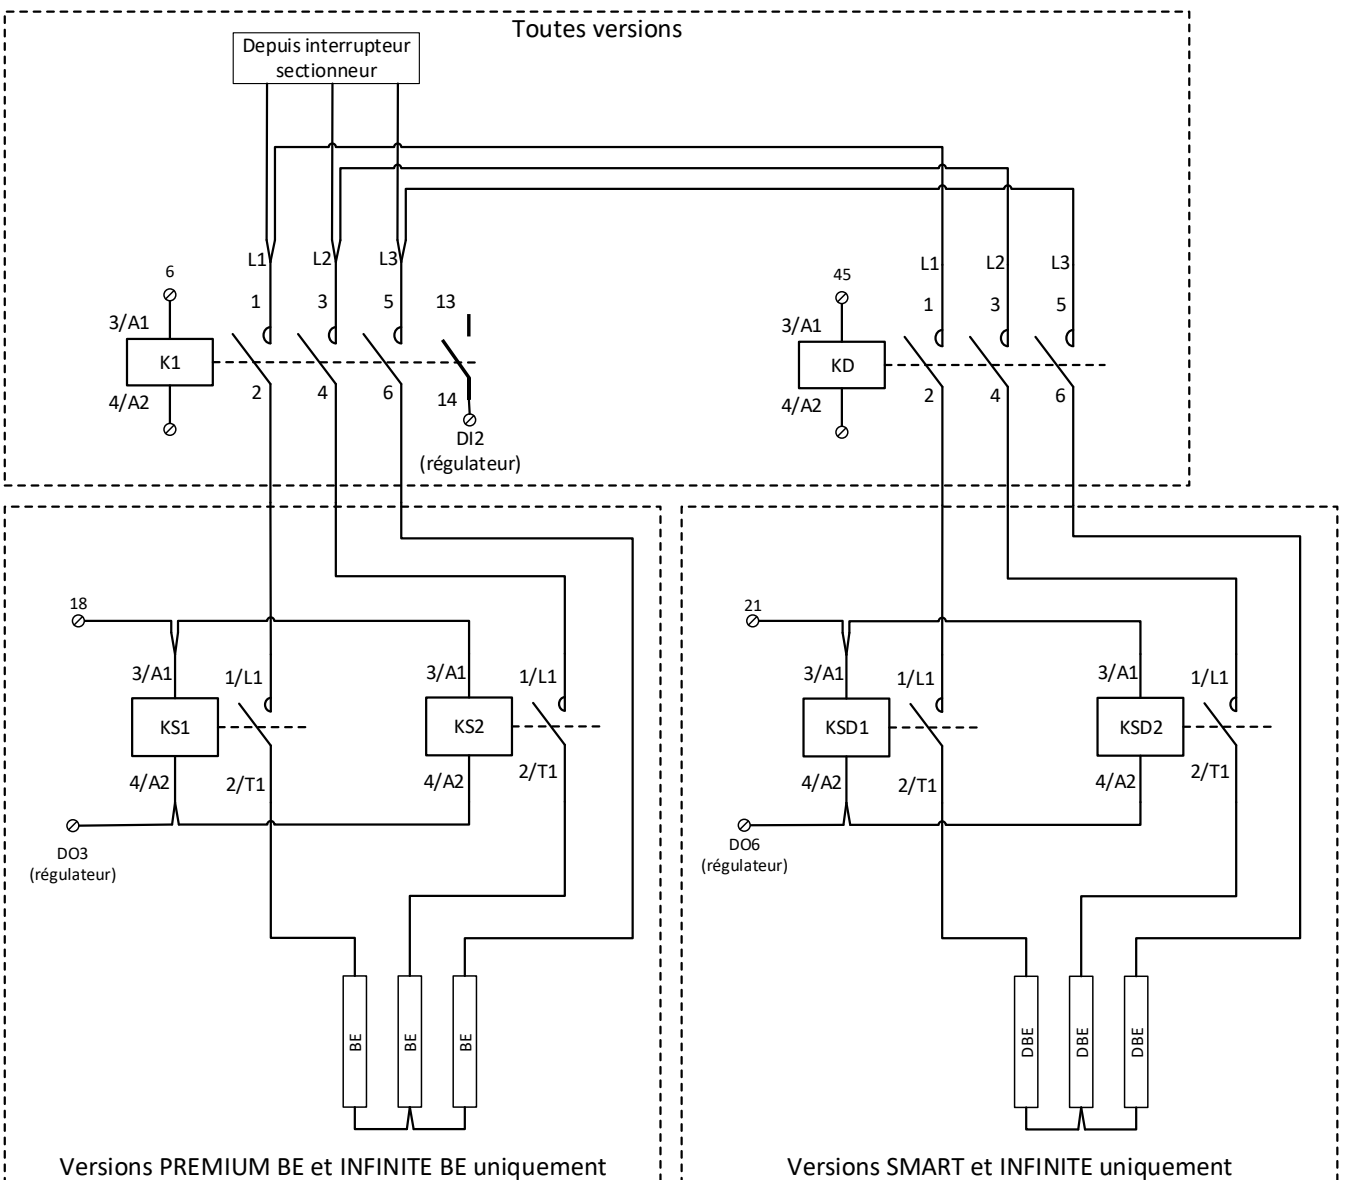 Toutes versions
Depuis interrupteur
sectionneur
L1
L2
L3
L1
L2
L3
6
45
1
3
5
13
1
3
5
3/A1
3/A1
K1
KD
2
4
6
14
2
4
6
4/A2
4/A2
DI2
(régulateur)
18
21
3/A1
1/L1
3/A1
1/L1
3/A1
1/L1
3/A1
1/L1
KS1
KS2
KSD1
KSD2
4/A2
2/T1
4/A2
2/T1
4/A2
2/T1
4/A2
2/T1
DO3
(régulateur)
DO6
(régulateur)
BE
BE
BE
DBE
DBE
DBE
Versions PREMIUM BE et INFINITE BE uniquement
Versions SMART et INFINITE uniquement